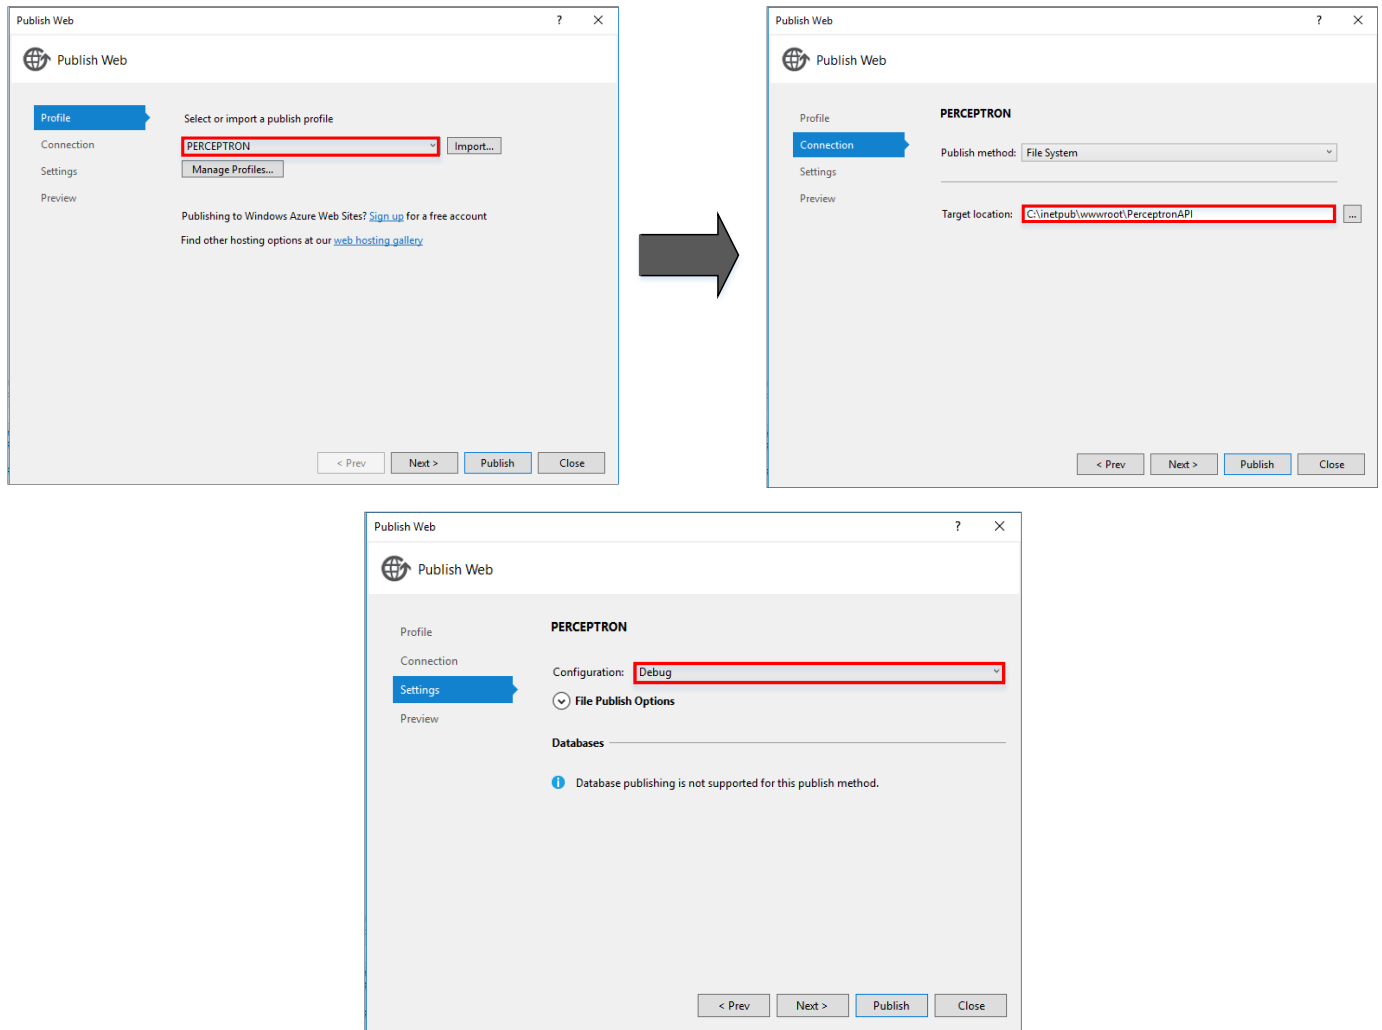 Publish Web ? ×
Publish Web
Profile
Connection
Settings
Preview
Select or import a publish profile
PERCEPTRON
Import...
Manage Profiles...
Publishing to Windows Azure Web Sites? Sign up for a free account
Find other hosting options at our web hosting gallery
< Prev
Next >
Publish
Close
Publish Web ? ×
Publish Web
Profile
Connection
Settings
Preview
PERCEPTRON
Publish method: File System
Target location: C:\inetpub\wwwroot\PerceptronAPI ...
< Prev
Next >
Publish
Close
Publish Web ? ×
Publish Web
Profile
Connection
Settings
Preview
PERCEPTRON
Configuration: Debug
File Publish Options
Databases
Database publishing is not supported for this publish method.
< Prev
Next >
Publish
Close